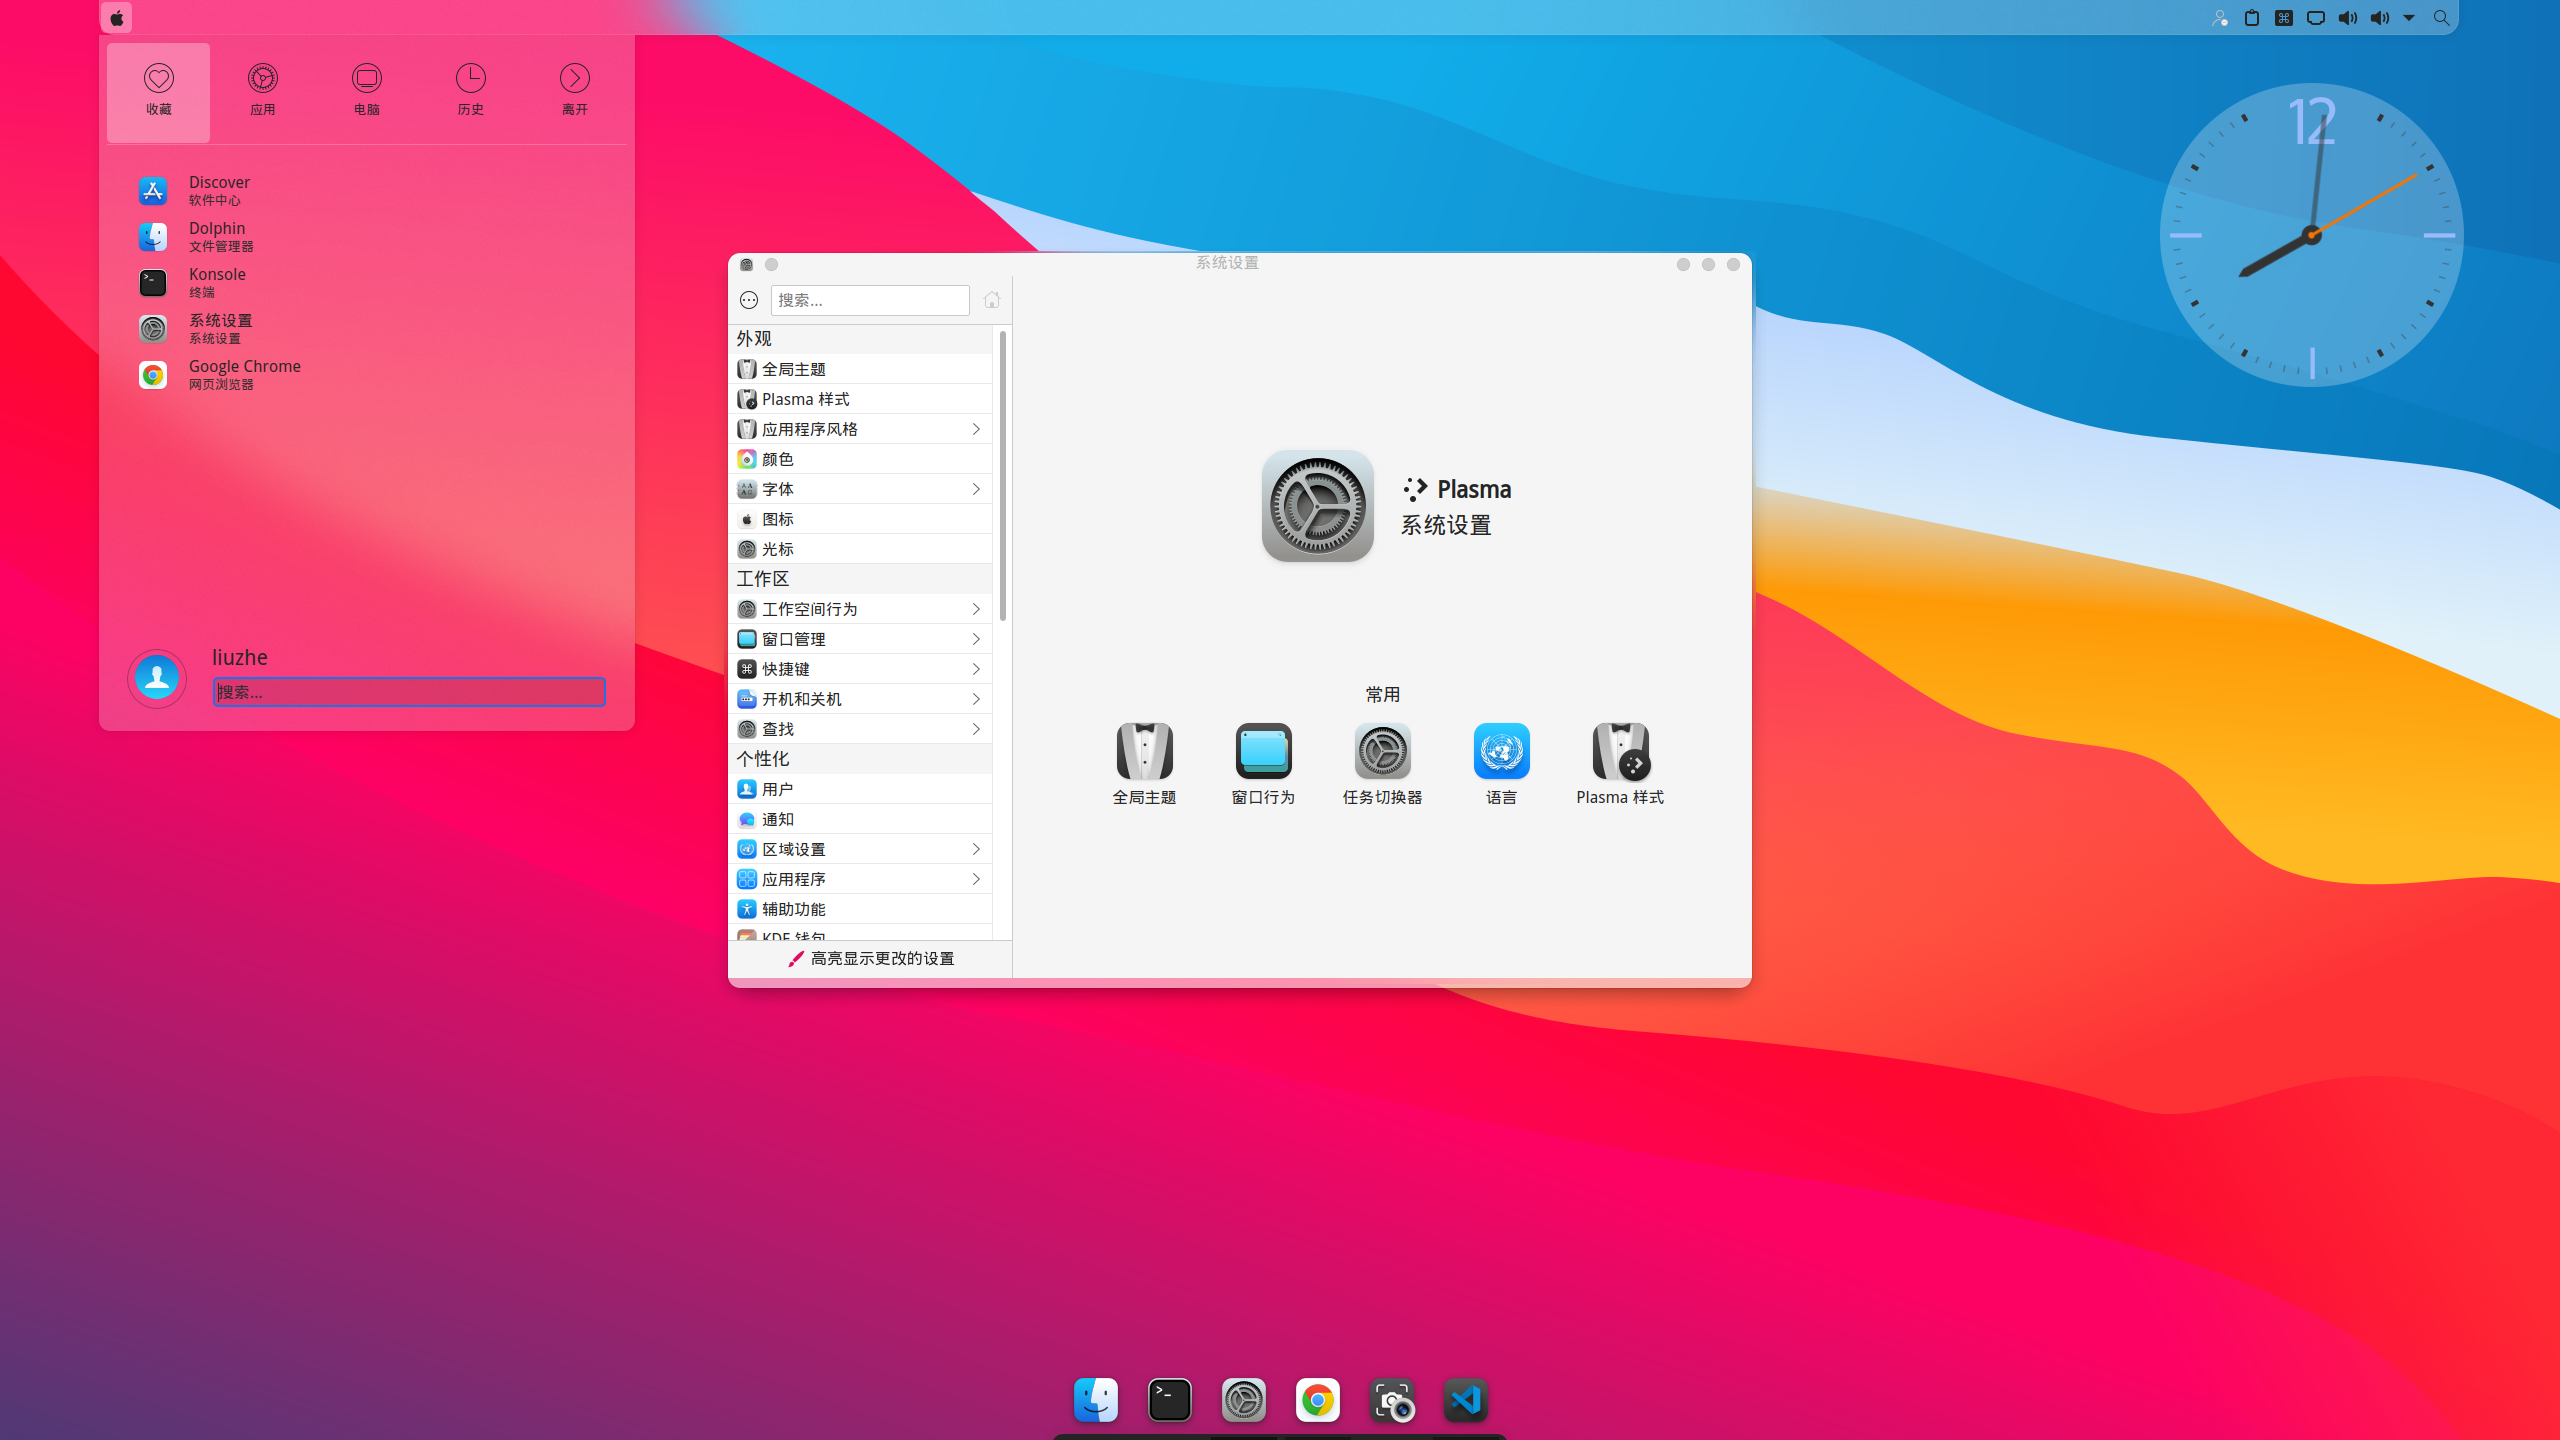 收藏
应用
电脑
历史
离开
Discover
软件中心
Dolphin
文件管理器
Konsole
终端
系统设置
系统设置
Google Chrome
网页浏览器
liuzhe
搜索...
12
系统设置
搜索...
外观
全局主题
Plasma 样式
应用程序风格
颜色
字体
图标
光标
工作区
工作空间行为
窗口管理
快捷键
开机和关机
查找
个性化
用户
通知
区域设置
应用程序
辅助功能
KDE 钱包
高亮显示更改的设置
Plasma
系统设置
常用
全局主题
窗口行为
任务切换器
语言
Plasma 样式